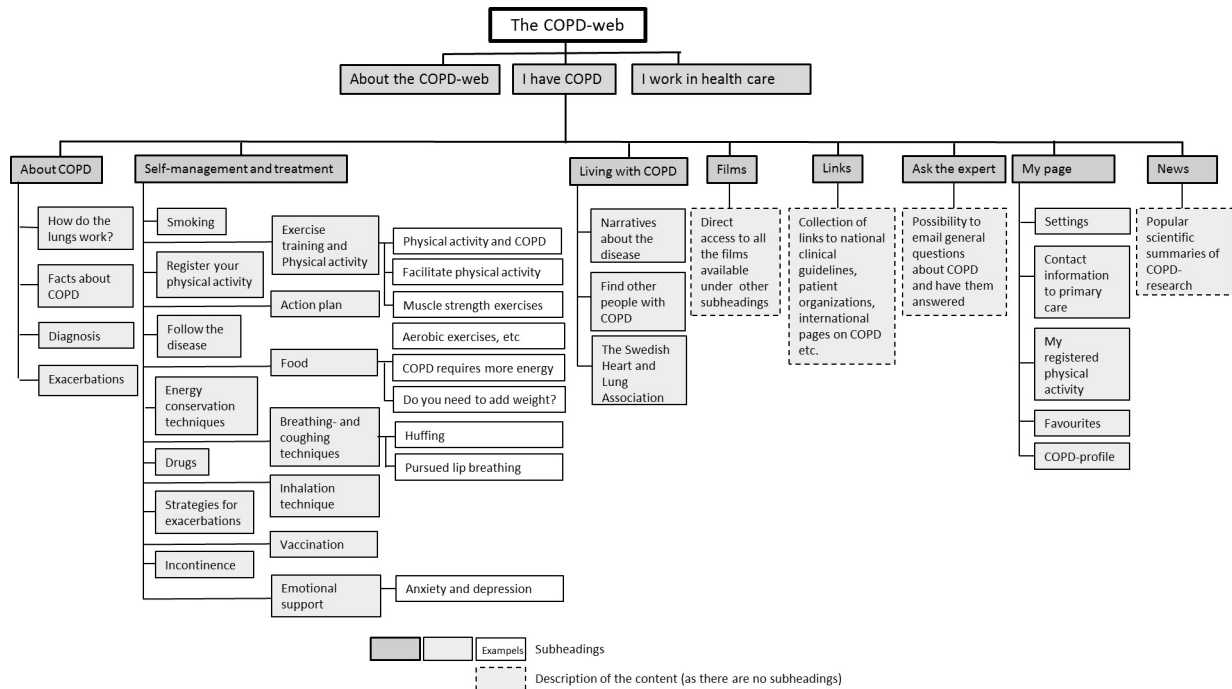 The COPD-web
About the COPD-web
I have COPD
I work in health care
About COPD
How do the
lungs work?
Facts about
COPD
Diagnosis
Exacerbations
Self-management and treatment
Smoking
Register your
physical activity
Follow the
disease
Energy
conservation
techniques
Drugs
Strategies for
exacerbations
Incontinence
Exercise
training and
Physical activity
Action plan
Food
Breathing- and
coughing
techniques
Inhalation
technique
Vaccination
Emotional
support
Physical activity and COPD
Facilitate physical activity
Muscle strength exercises
Aerobic exercises, etc
COPD requires more energy
Do you need to add weight?
Huffing
Pursued lip breathing
Anxiety and depression
Living with COPD
Narratives
about the
disease
Find other
people with
COPD
The Swedish
Heart and
Lung
Association
Films
Direct
access to all
the films
available
under other
subheadings
Links
Collection of
links to national
clinical
guidelines,
patient
organizations,
international
pages on COPD
etc.
Ask the expert
Possibility to
email general
questions
about COPD
and have them
answered
My page
Settings
Contact
information
to primary
care
My
registered
physical
activity
Favourites
COPD-profile
News
Popular
scientific
summaries of
COPD-
research
Exampels
Subheadings
Description of the content (as there are no subheadings)